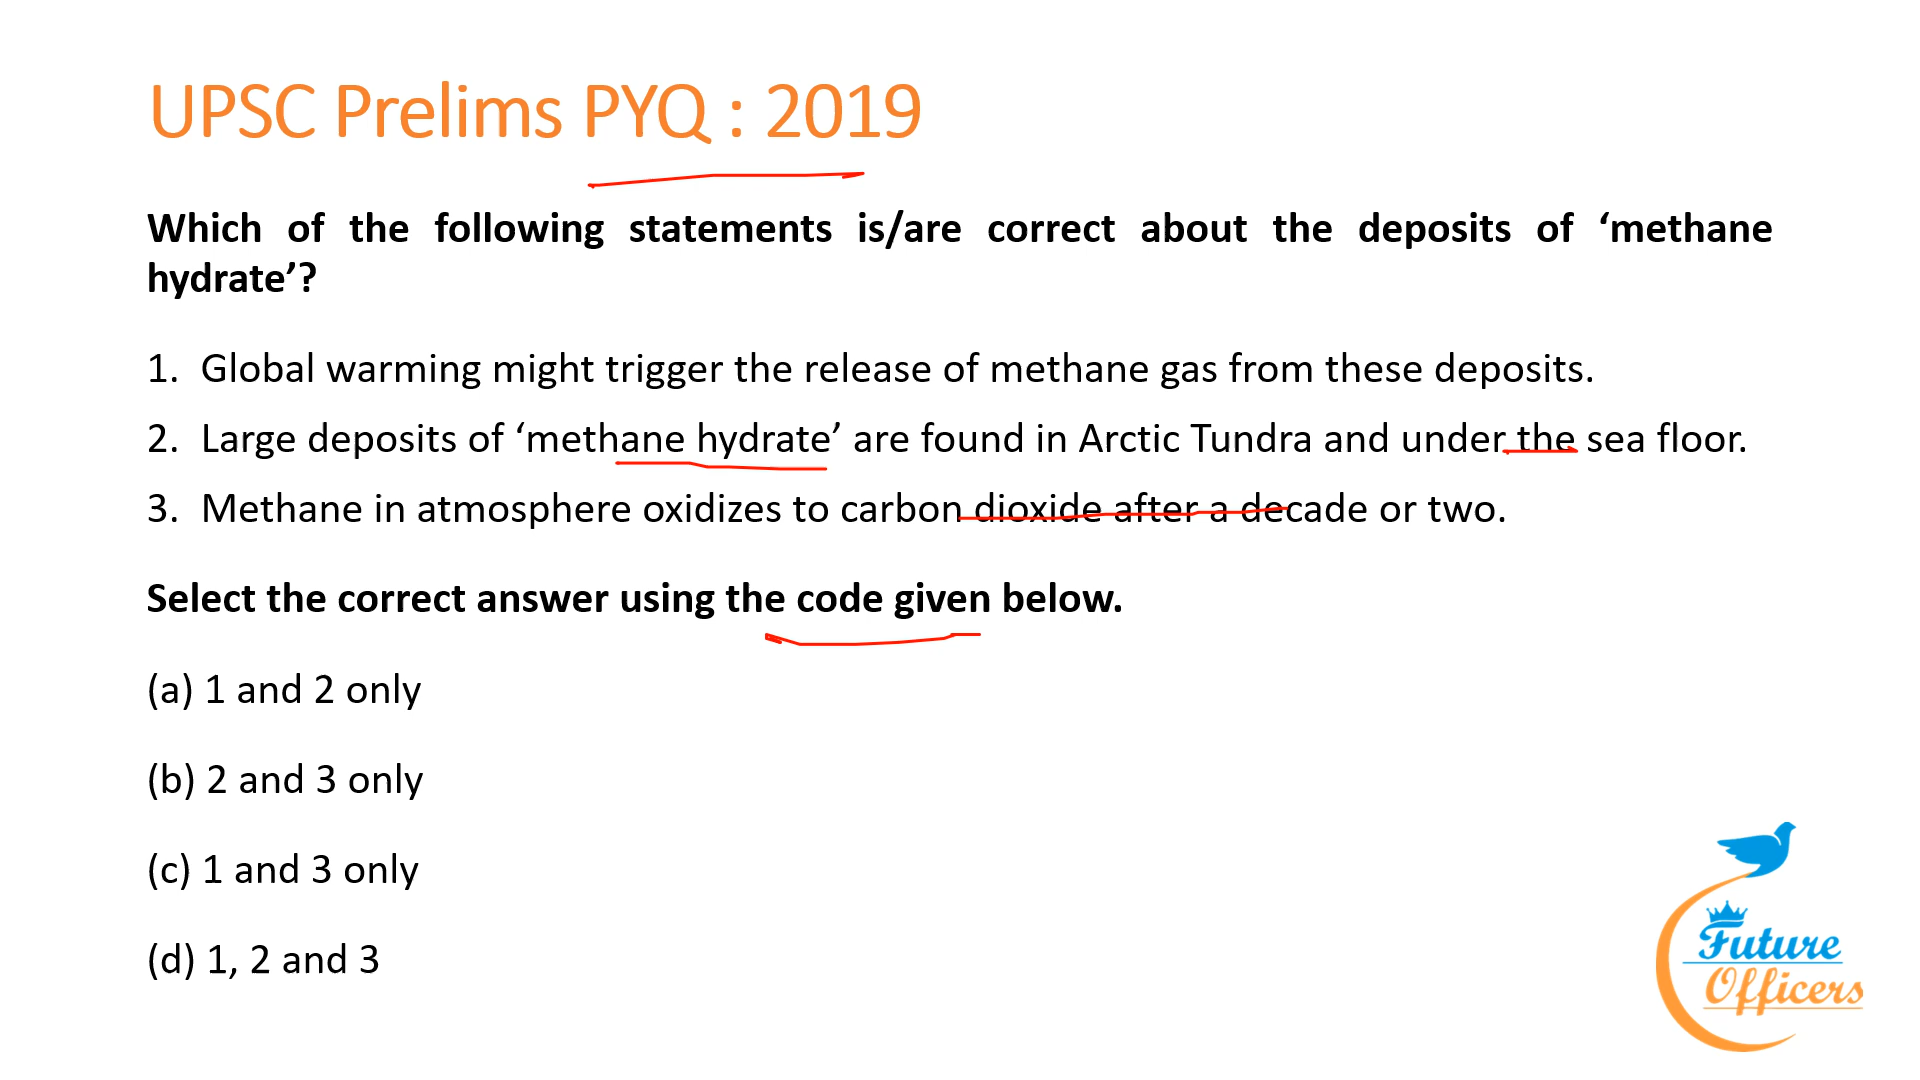 UPSC Prelims PYQ : 2019
Which of the following statements is/are correct about the deposits of ‘methane
hydrate’?
1. Global warming might trigger the release of methane gas from these deposits.
2. Large deposits of ‘methane hydrate’ are found in Arctic Tundra and under the sea floor.
3. Methane in atmosphere oxidizes to carbon dioxide after a decade or two.
Select the correct answer using the code given below.
(a) 1 and 2 only
(b) 2 and 3 only
(c) 1 and 3 only
(d) 1, 2 and 3
Future
Officers